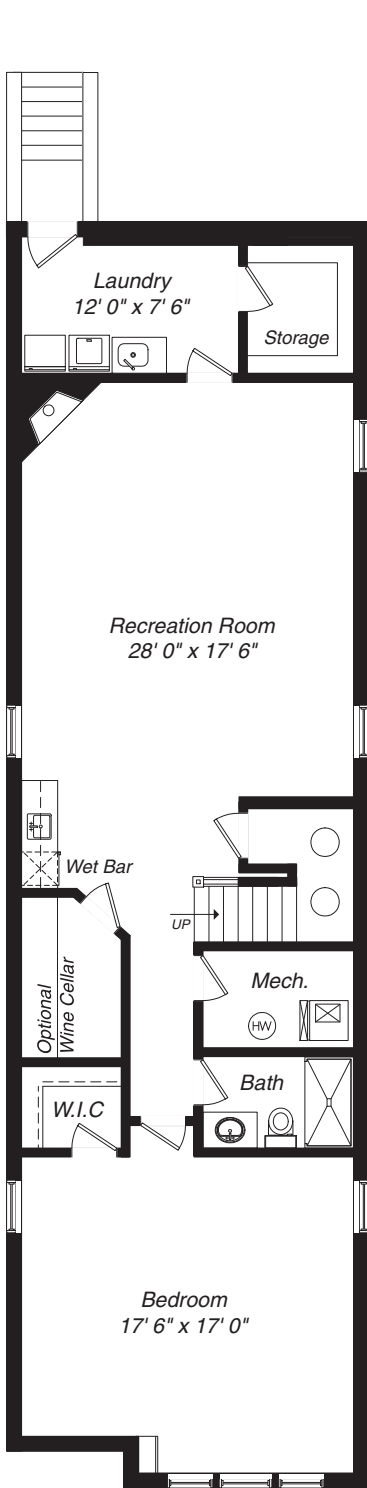 Laundry
12' 0" x 7' 6"
Storage
Recreation Room
28' 0" x 17' 6"
Wet Bar
UP
Optional
Wine Cellar
Mech.
HW
Bath
W.I.C
Bedroom
17' 6" x 17' 0"